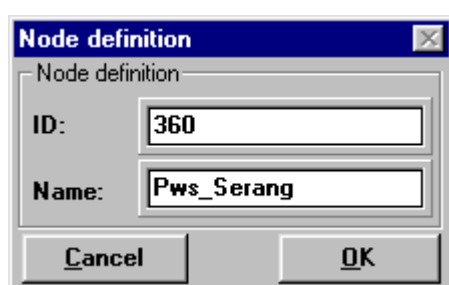 Node definition
Node definition
ID: 360
Name: Pws_Serang
Cancel OK